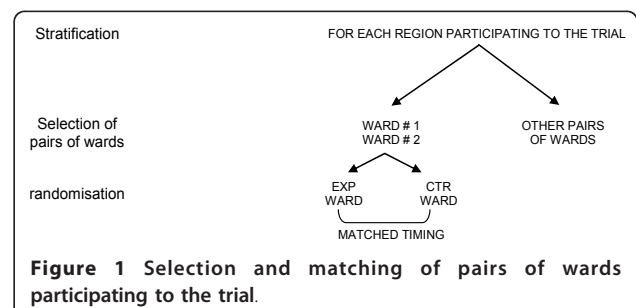 Stratification
FOR EACH REGION PARTICIPATING TO THE TRIAL
Selection of
pairs of wards
WARD # 1
WARD # 2
OTHER PAIRS
OF WARDS
randomisation
EXP
WARD
CTR
WARD
MATCHED TIMING
Figure 1 Selection and matching of pairs of wards
participating to the trial.